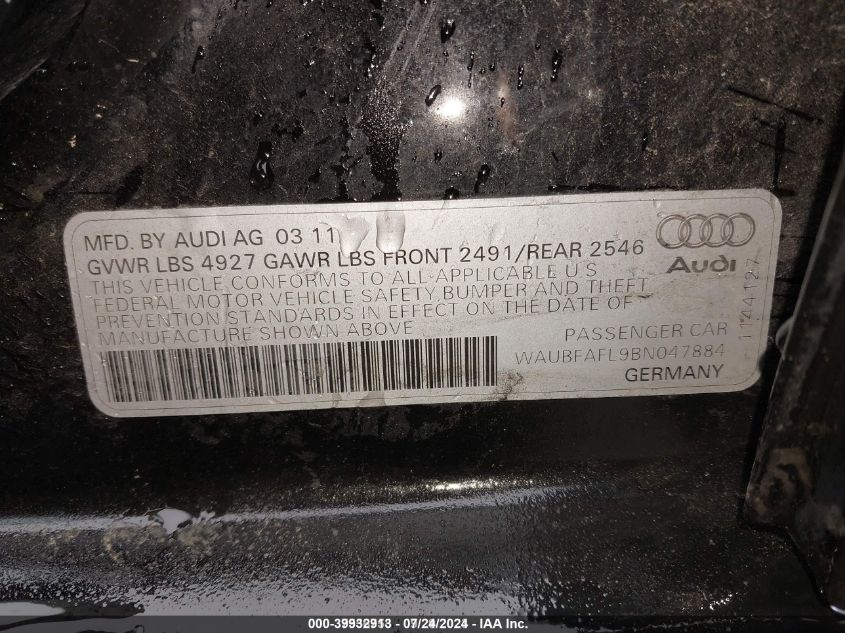 MFD. BY AUDI AG 03 11
GVWR LBS 4927 GAWR LBS FRONT 2491/REAR 2546
THIS VEHICLE CONFORMS TO ALL APPLICABLE U S
FEDERAL MOTOR VEHICLE SAFETY BUMPER AND THEFT
PREVENTION STANDARDS IN EFFECT ON THE DATE OF
MANUFACTURE SHOWN ABOVE
PASSENGER CAR
WAUBFAFL9BN047884
GERMANY
Audi
1144127
000-39932913 - 07/24/2024 - IAA Inc.